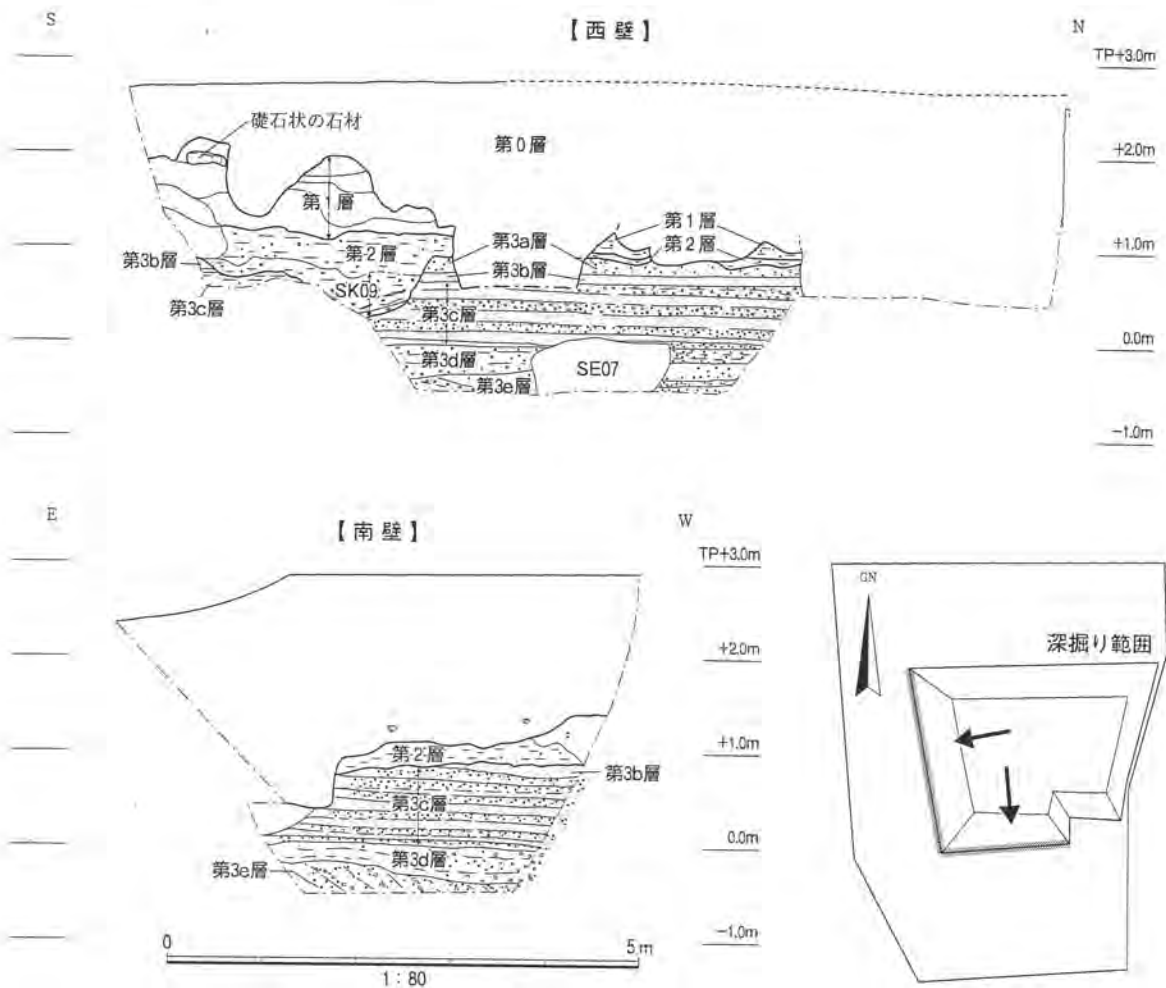 S
【西壁】
N
TP+3.0m
礎石状の石材
第0層
+2.0m
第1層
第1層
第3a層
第2層
第2層
+1.0m
第3b層
第3b層
SK09
第3c層
第3c層
0.0m
第3d層
SE07
第3e層
-1.0m
E
【南壁】
W
TP+3.0m
GN
深掘り範囲
+2.0m
第2層
+1.0m
第3b層
第3c層
0.0m
第3d層
第3e層
-1.0m
0
5m
1:80